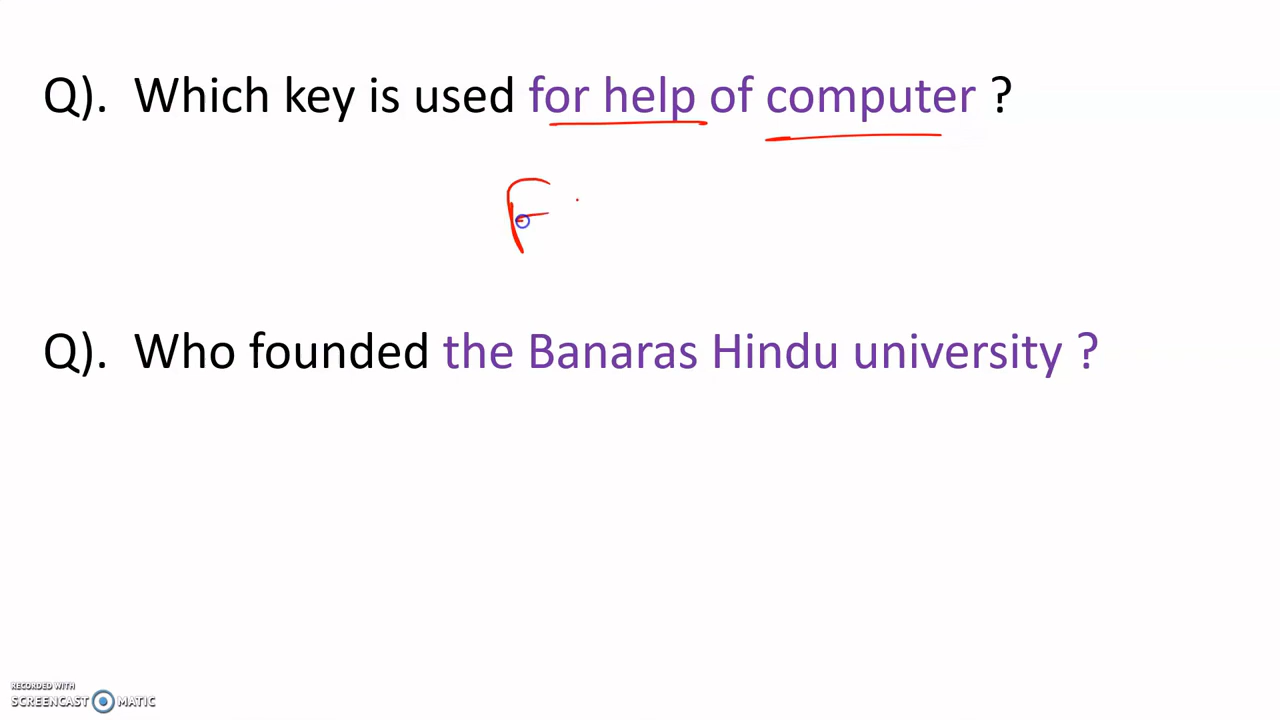 Q). Which key is used for help of computer ?
F
Q). Who founded the Banaras Hindu university ?
RECORDED WITH
SCREENCAST MATIC